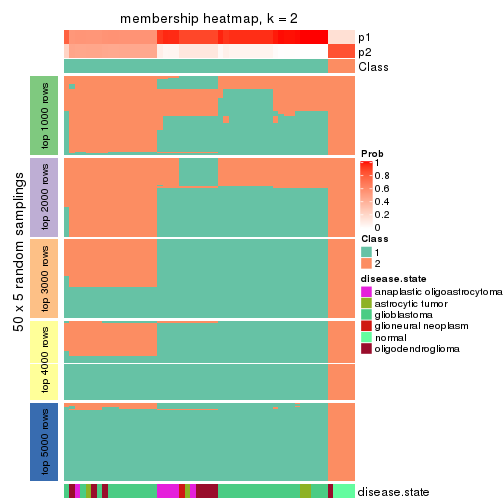 membership heatmap, k = 2
p1
p2
Class
50 x 5 random samplings
top 1000 rows
top 2000 rows
top 3000 rows
top 4000 rows
top 5000 rows
Prob
1
0.8
0.6
0.4
0.2
0
Class
1
2
disease.state
anaplastic oligoastrocytoma
astrocytic tumor
glioblastoma
glioneural neoplasm
normal
oligodendroglioma
disease.state